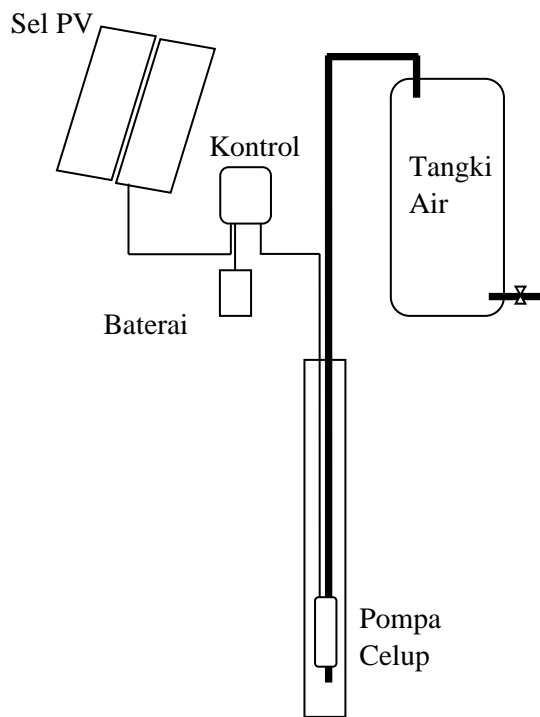 Sel PV
Kontrol
Tangki
Air
Baterai
Pompa
Celup